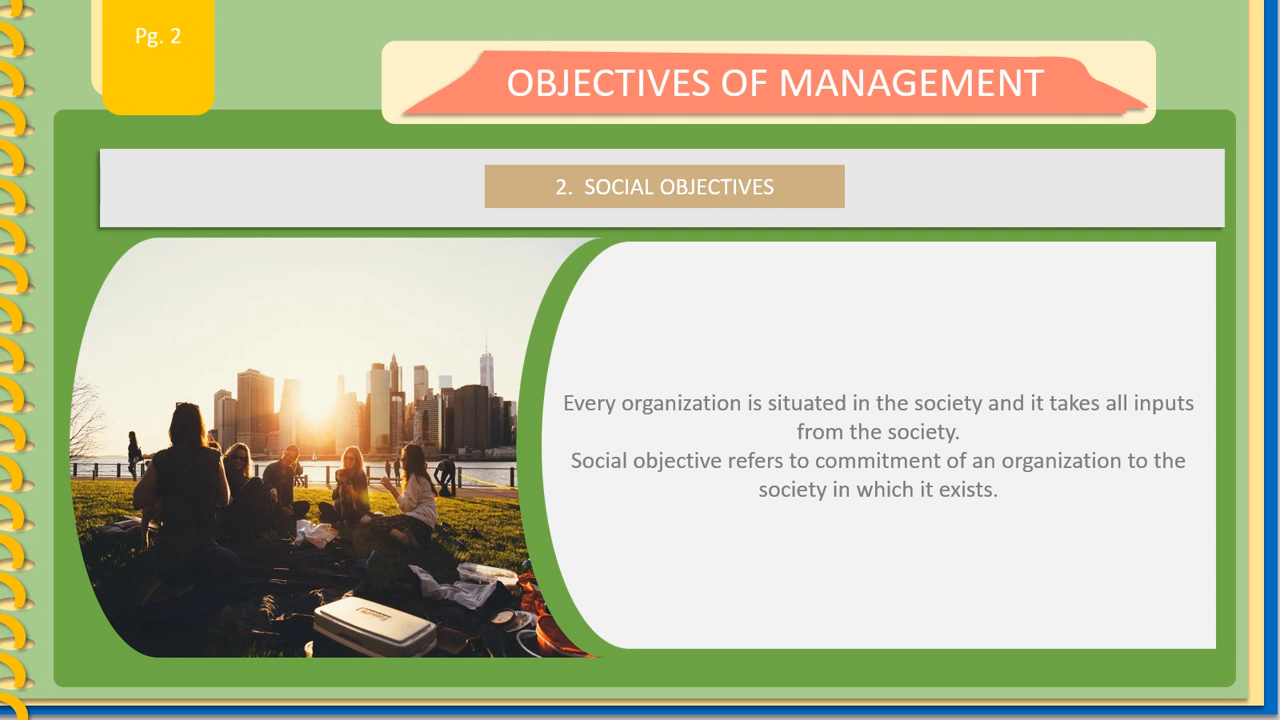 Pg. 2
OBJECTIVES OF MANAGEMENT
2. SOCIAL OBJECTIVES
Every organization is situated in the society and it takes all inputs
from the society.
Social objective refers to commitment of an organization to the
society in which it exists.